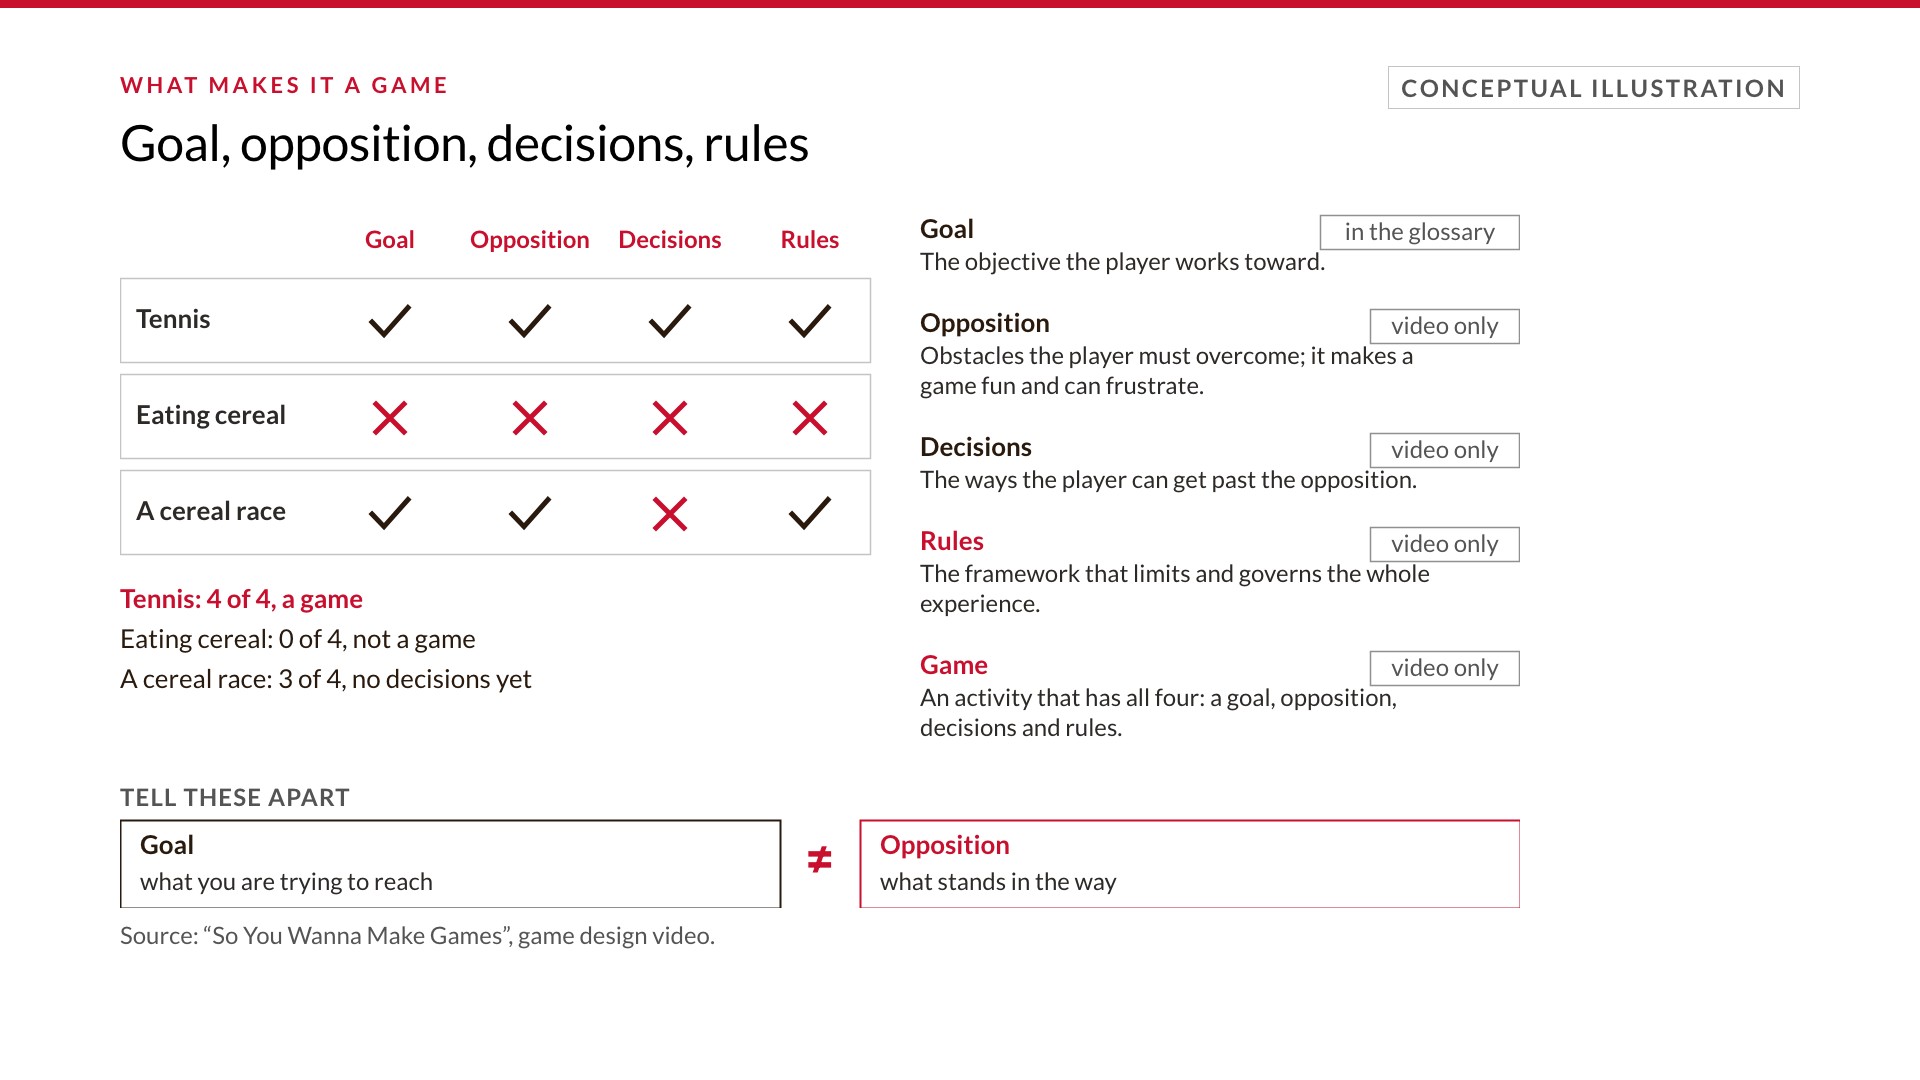 WHAT MAKES IT A GAME
CONCEPTUAL ILLUSTRATION
Goal, opposition, decisions, rules
Goal Opposition Decisions Rules
Tennis
Eating cereal
A cereal race
Tennis: 4 of 4, a game
Eating cereal: 0 of 4, not a game
A cereal race: 3 of 4, no decisions yet
Goal
in the glossary
The objective the player works toward.
Opposition
video only
Obstacles the player must overcome; it makes a
game fun and can frustrate.
Decisions
video only
The ways the player can get past the opposition.
Rules
video only
The framework that limits and governs the whole
experience.
Game
video only
An activity that has all four: a goal, opposition,
decisions and rules.
TELL THESE APART
Goal
what you are trying to reach
≠
Opposition
what stands in the way
Source: “So You Wanna Make Games”, game design video.